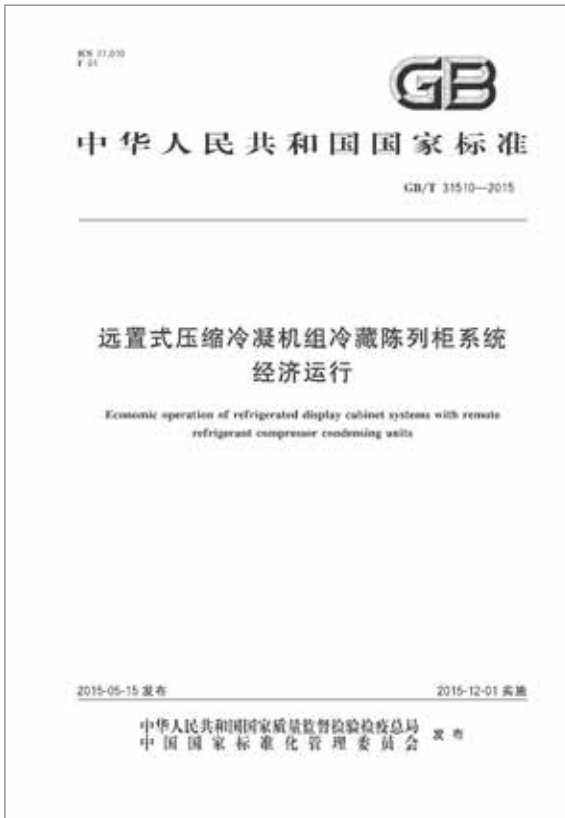 ICS 27.010
F 01
GB
中华人民共和国国家标准
GB/T 31510—2015
远置式压缩冷凝机组冷藏陈列柜系统
经济运行
Economic operation of refrigerated display cabinet systems with remote
refrigerant compressor condensing units
2015-05-15 发布
2015-12-01 实施
中华人民共和国国家质量监督检验检疫总局
中国国家标准化管理委员会
发布